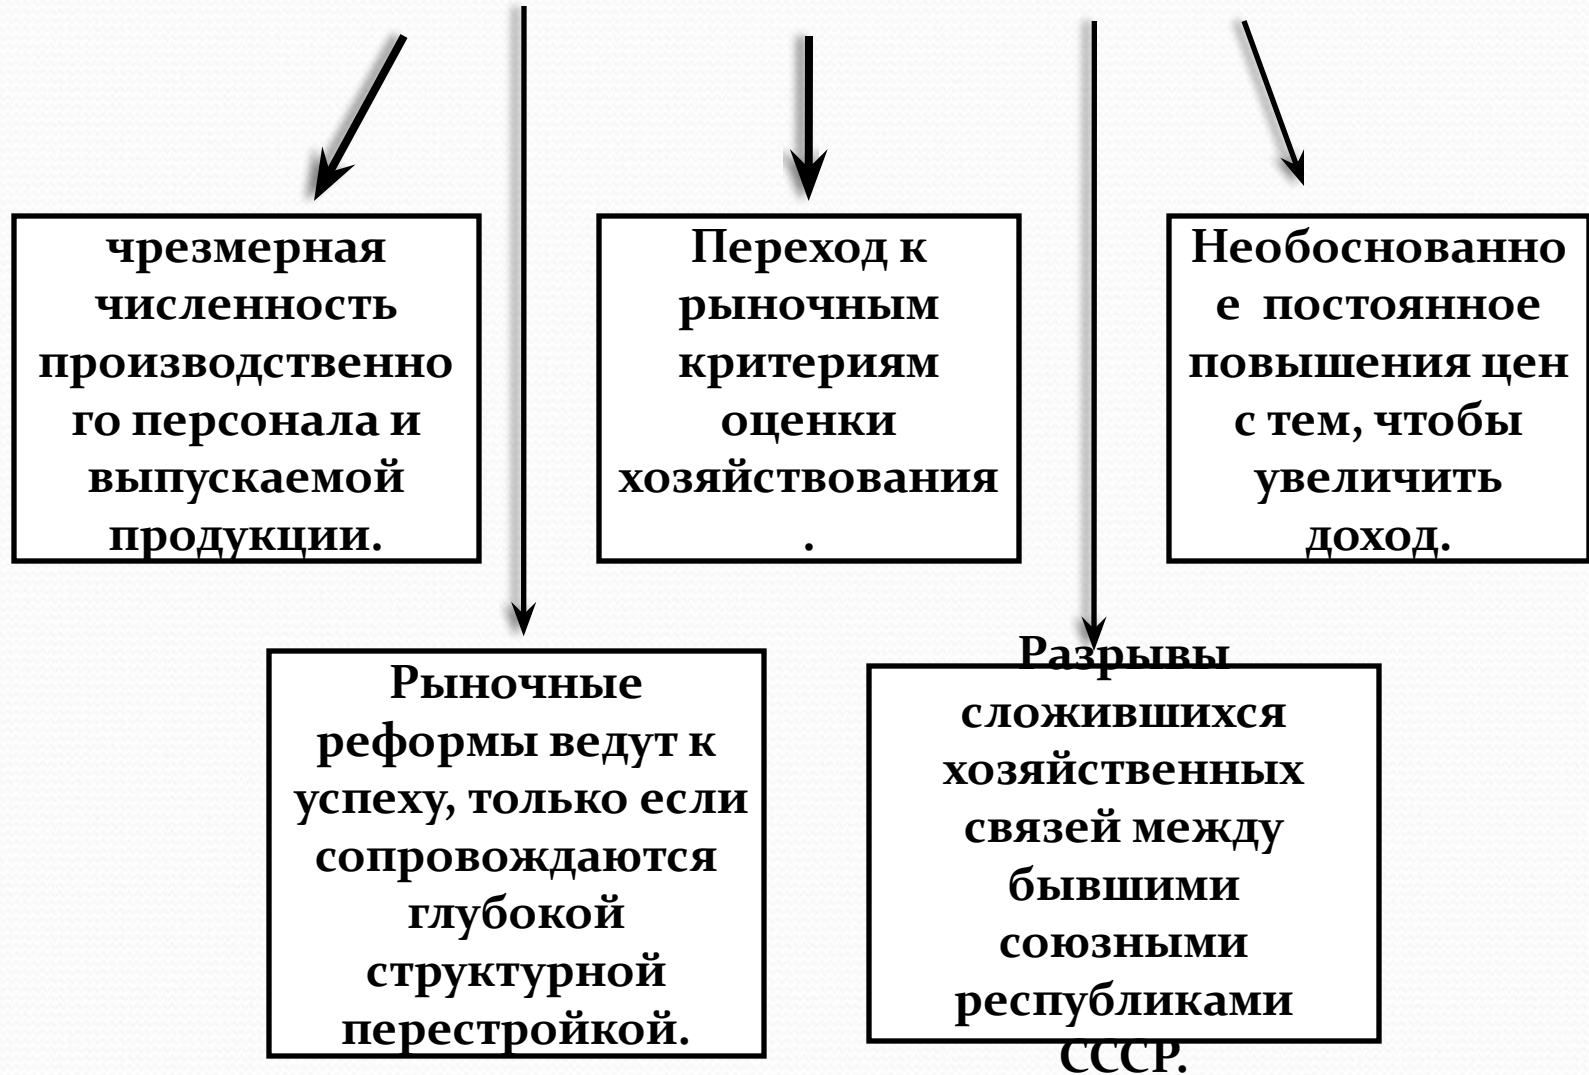 чрезмерная
численность
производственно
го персонала и
выпускаемой
продукции.
Переход к
рыночным
критериям
оценки
хозяйствования
.
Необоснованно
е постоянное
повышения цен
с тем, чтобы
увеличить
доход.
Рыночные
реформы ведут к
успеху, только если
сопровождаются
глубокой
структурной
перестройкой.
Разрывы
сложившихся
хозяйственных
связей между
бывшими
союзными
республиками
СССР.